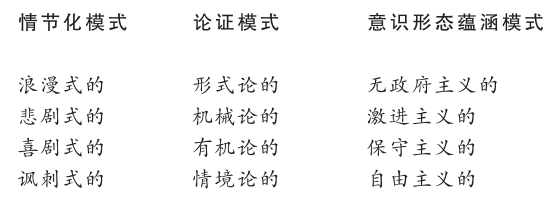 情节化模式 论证模式 意识形态蕴涵模式
浪漫式的 形式论的 无政府主义的
悲剧式的 机械论的 激进主义的
喜剧式的 有机论的 保守主义的
讽刺式的 情境论的 自由主义的